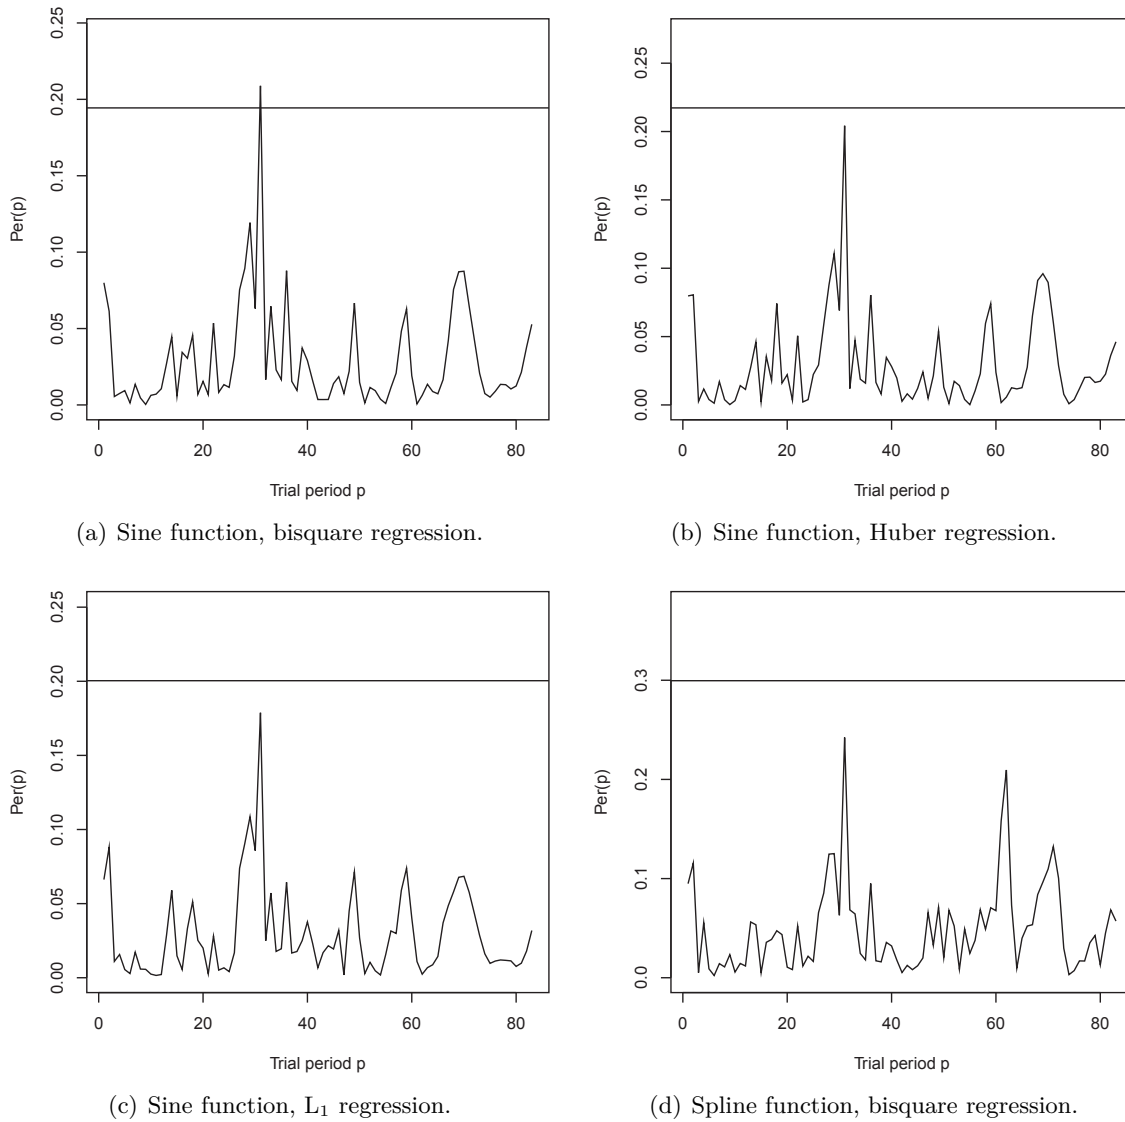 0.25
0.20
0.15
0.10
0.05
0.00
Per(p)
0 20 40 60 80
Trial period p
(a) Sine function, bisquare regression.
0.25
0.20
0.15
0.10
0.05
0.00
Per(p)
0 20 40 60 80
Trial period p
(b) Sine function, Huber regression.
0.25
0.20
0.15
0.10
0.05
0.00
Per(p)
0 20 40 60 80
Trial period p
(c) Sine function, L₁ regression.
0.3
0.2
0.1
0.0
Per(p)
0 20 40 60 80
Trial period p
(d) Spline function, bisquare regression.